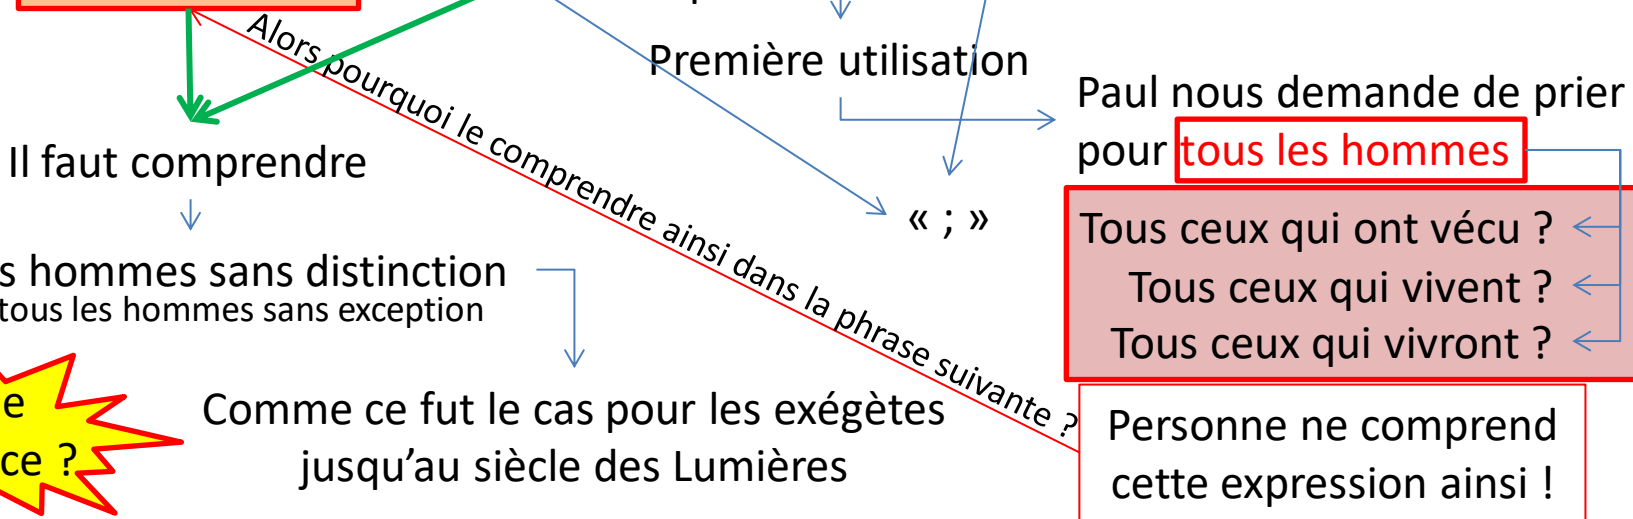 Première utilisation
Alors pourquoi le comprendre ainsi dans la phrase suivante ?
Paul nous demande de prier
pour tous les hommes
Il faut comprendre
« ; »
Tous ceux qui ont vécu ?
Tous ceux qui vivent ?
Tous ceux qui vivront ?
hommes sans distinction
tous les hommes sans exception
Comme ce fut le cas pour les exégètes
jusqu’au siècle des Lumières
Personne ne comprend
cette expression ainsi !